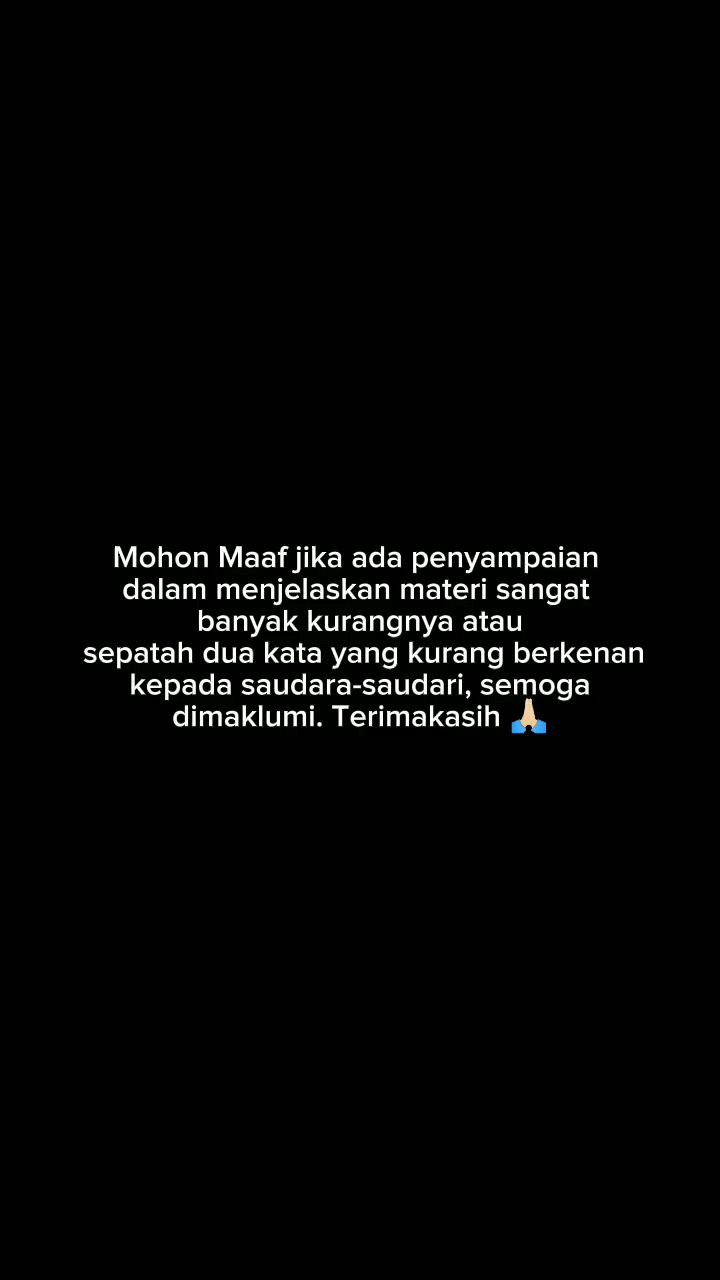 Mohon Maaf jika ada penyampaian
dalam menjelaskan materi sangat
banyak kurangnya atau
sepatah dua kata yang kurang berkenan
kepada saudara-saudari, semoga
dimaklumi. Terimakasih 🙏🏼